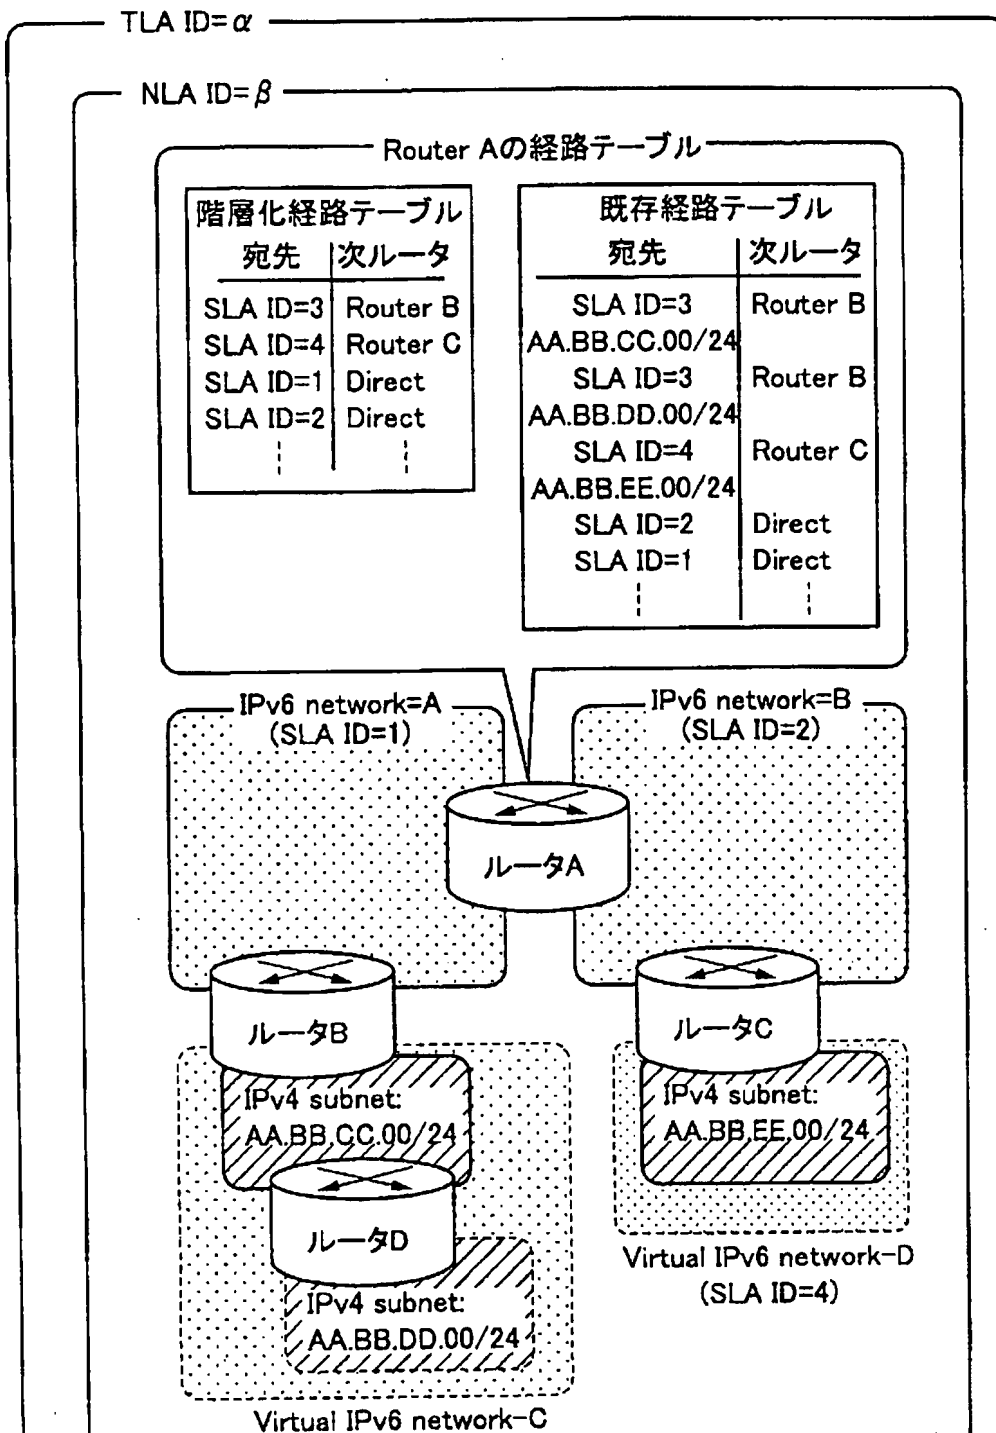 TLA ID=α
NLA ID=β
Router Aの経路テーブル
階層化経路テーブル
宛先 次ルータ
SLA ID=3 Router B
SLA ID=4 Router C
SLA ID=1 Direct
SLA ID=2 Direct
既存経路テーブル
宛先 次ルータ
SLA ID=3 Router B
AA.BB.CC.00/24
SLA ID=3 Router B
AA.BB.DD.00/24
SLA ID=4 Router C
AA.BB.EE.00/24
SLA ID=2 Direct
SLA ID=1 Direct
IPv6 network=A
(SLA ID=1)
IPv6 network=B
(SLA ID=2)
ルータA
ルータB
ルータC
IPv4 subnet:
AA.BB.CC.00/24
IPv4 subnet:
AA.BB.EE.00/24
ルータD
IPv4 subnet:
AA.BB.DD.00/24
Virtual IPv6 network-D
(SLA ID=4)
Virtual IPv6 network-C